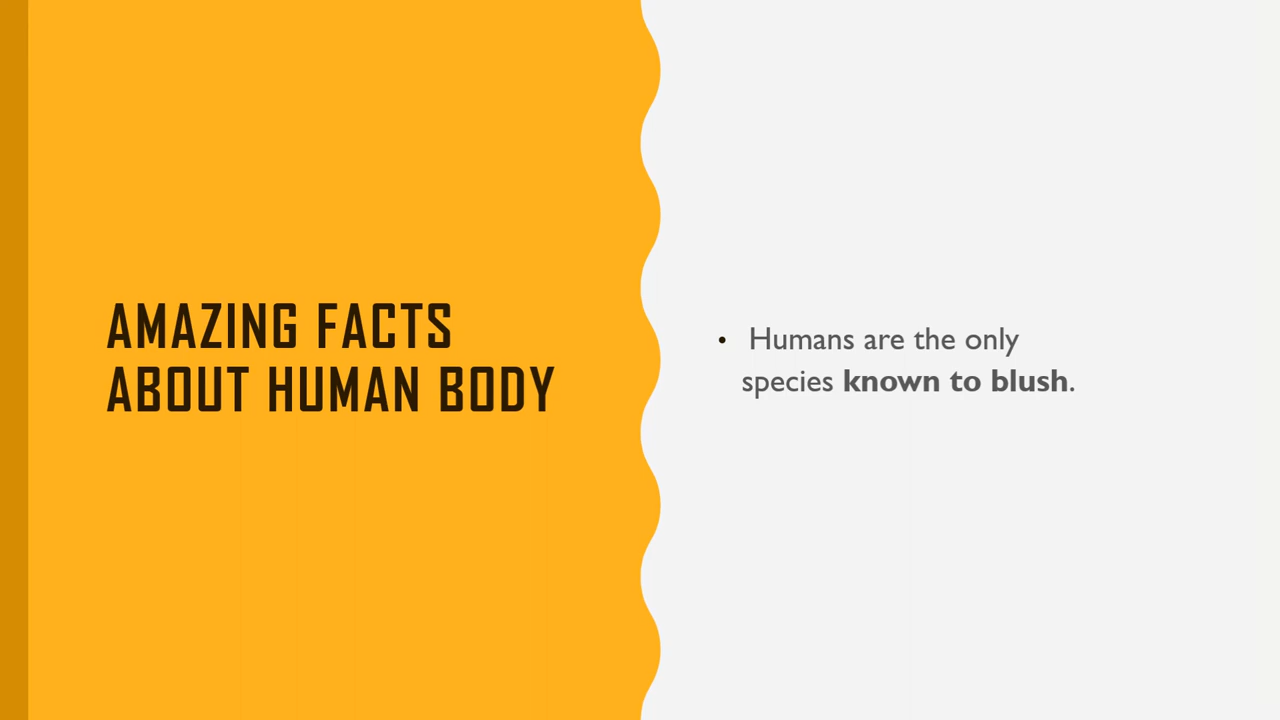 AMAZING FACTS
ABOUT HUMAN BODY
• Humans are the only
species known to blush.